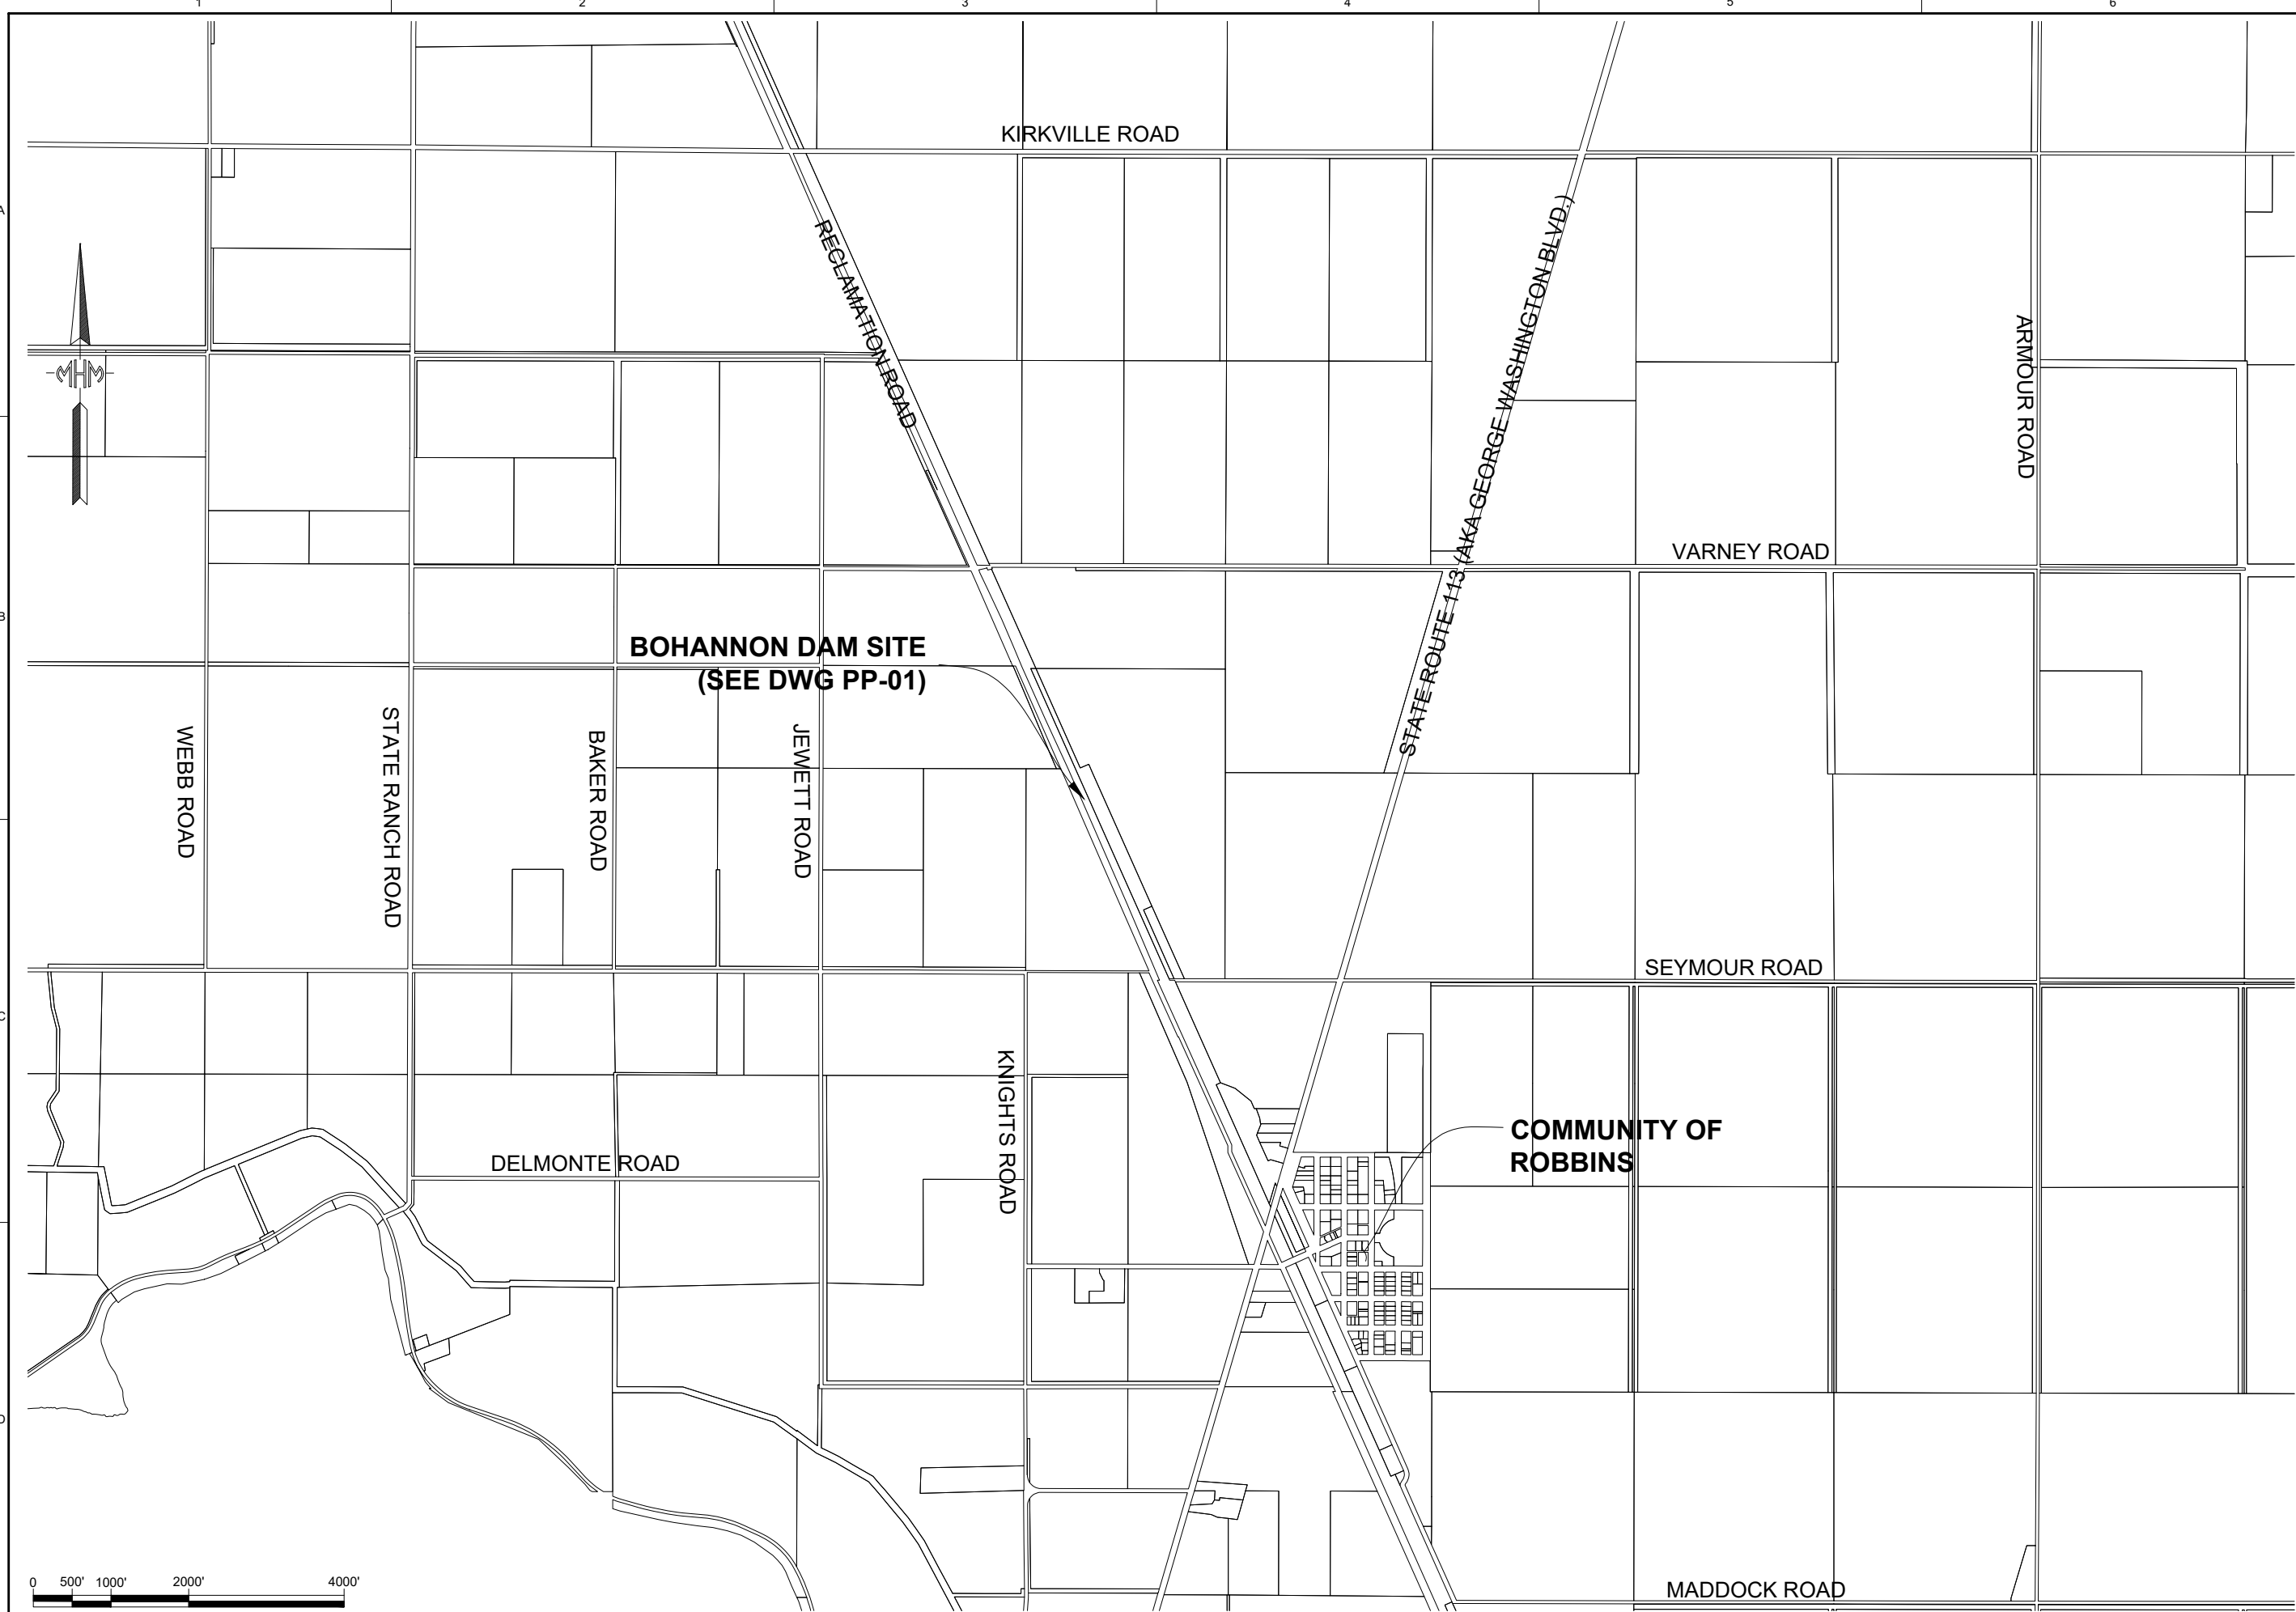 1 2 3 4 5 6
KIRKVILLE ROAD
A
RECLAMATION ROAD
STATE ROUTE 113 (AKA GEORGE WASHINGTON BLVD.)
ARMOUR ROAD
MHM
VARNEY ROAD
B
BOHANNON DAM SITE
(SEE DWG PP-01)
WEBB ROAD
STATE RANCH ROAD
BAKER ROAD
JEWETT ROAD
SEYMOUR ROAD
C
KNIGHTS ROAD
COMMUNITY OF
ROBBINS
DELMONTE ROAD
D
0 500' 1000' 2000' 4000'
MADDOCK ROAD